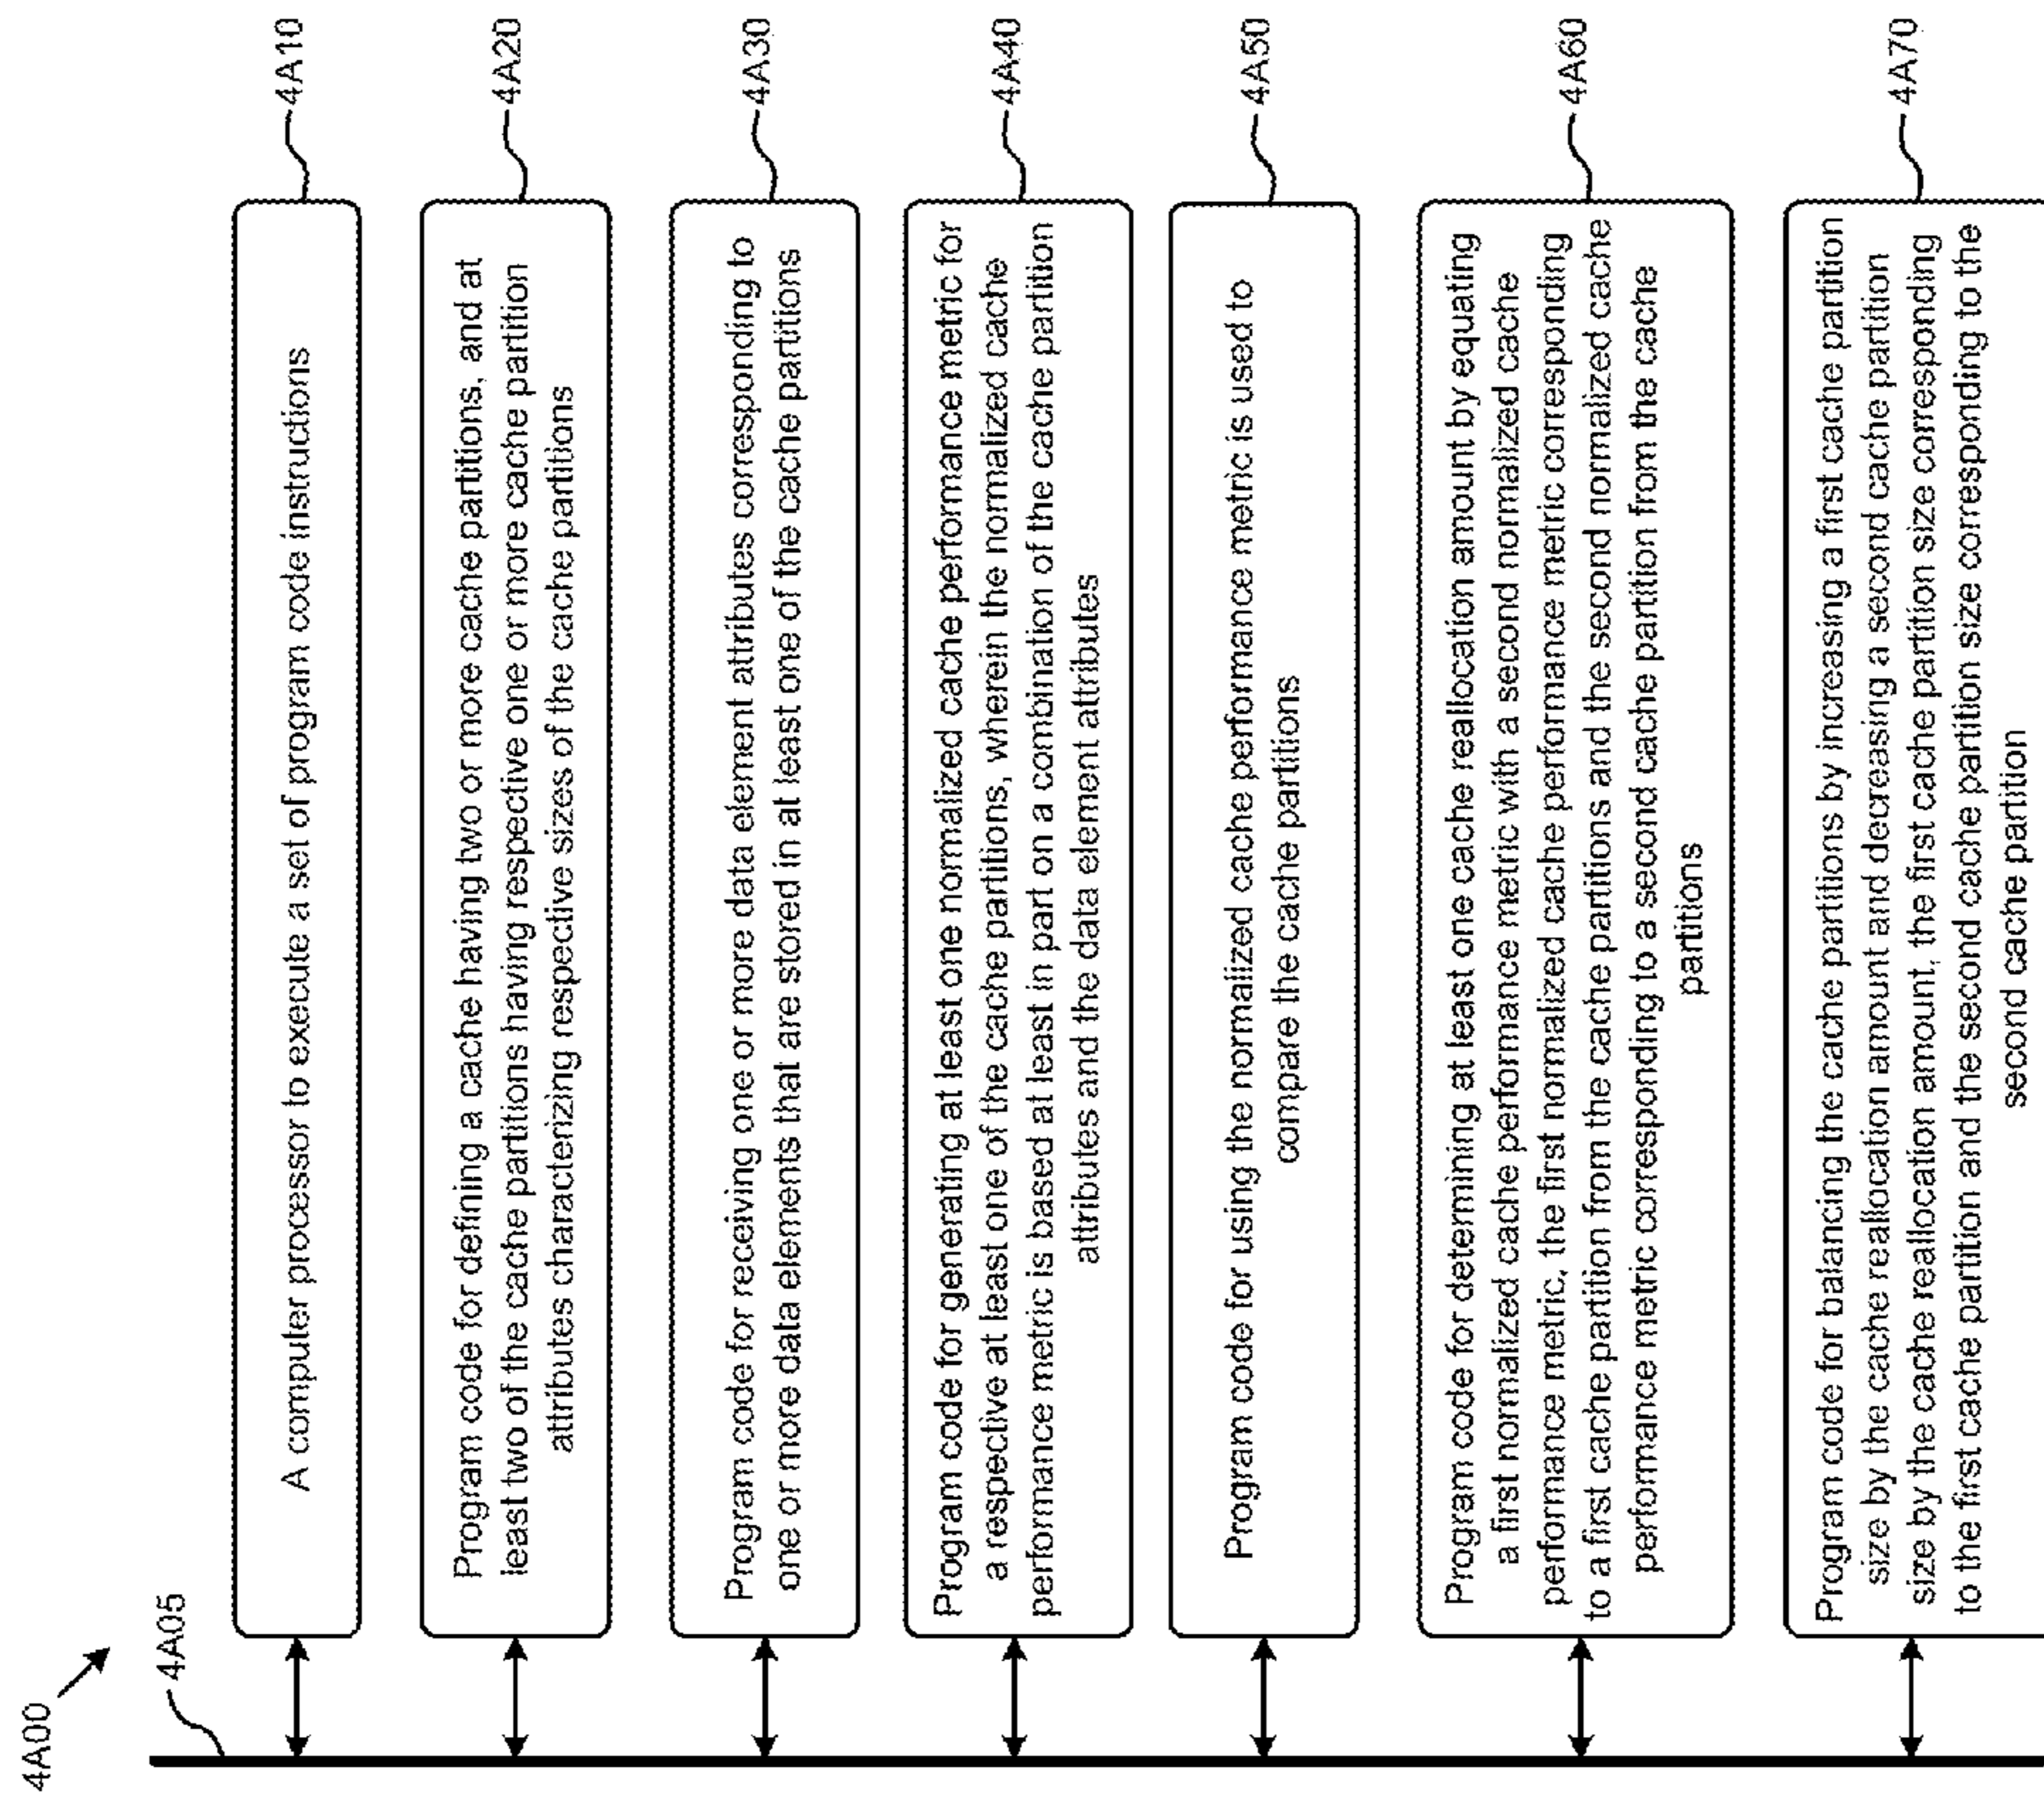 4A00
4A05
A computer processor to execute a set of program code instructions
4A10
Program code for defining a cache having two or more cache partitions, and at
least two of the cache partitions having respective one or more cache partition
attributes characterizing respective sizes of the cache partitions
4A20
Program code for receiving one or more data element attributes corresponding to
one or more data elements that are stored in at least one of the cache partitions
4A30
Program code for generating at least one normalized cache performance metric for
a respective at least one of the cache partitions, wherein the normalized cache
performance metric is based at least in part on a combination of the cache partition
attributes and the data element attributes
4A40
Program code for using the normalized cache performance metric is used to
compare the cache partitions
4A50
Program code for determining at least one cache reallocation amount by equating
a first normalized cache performance metric with a second normalized cache
performance metric, the first normalized cache performance metric corresponding
to a first cache partition from the cache partitions and the second normalized cache
performance metric corresponding to a second cache partition from the cache
partitions
4A60
Program code for balancing the cache partitions by increasing a first cache partition
size by the cache reallocation amount and decreasing a second cache partition
size by the cache reallocation amount, the first cache partition size corresponding
to the first cache partition and the second cache partition size corresponding to the
second cache partition
4A70